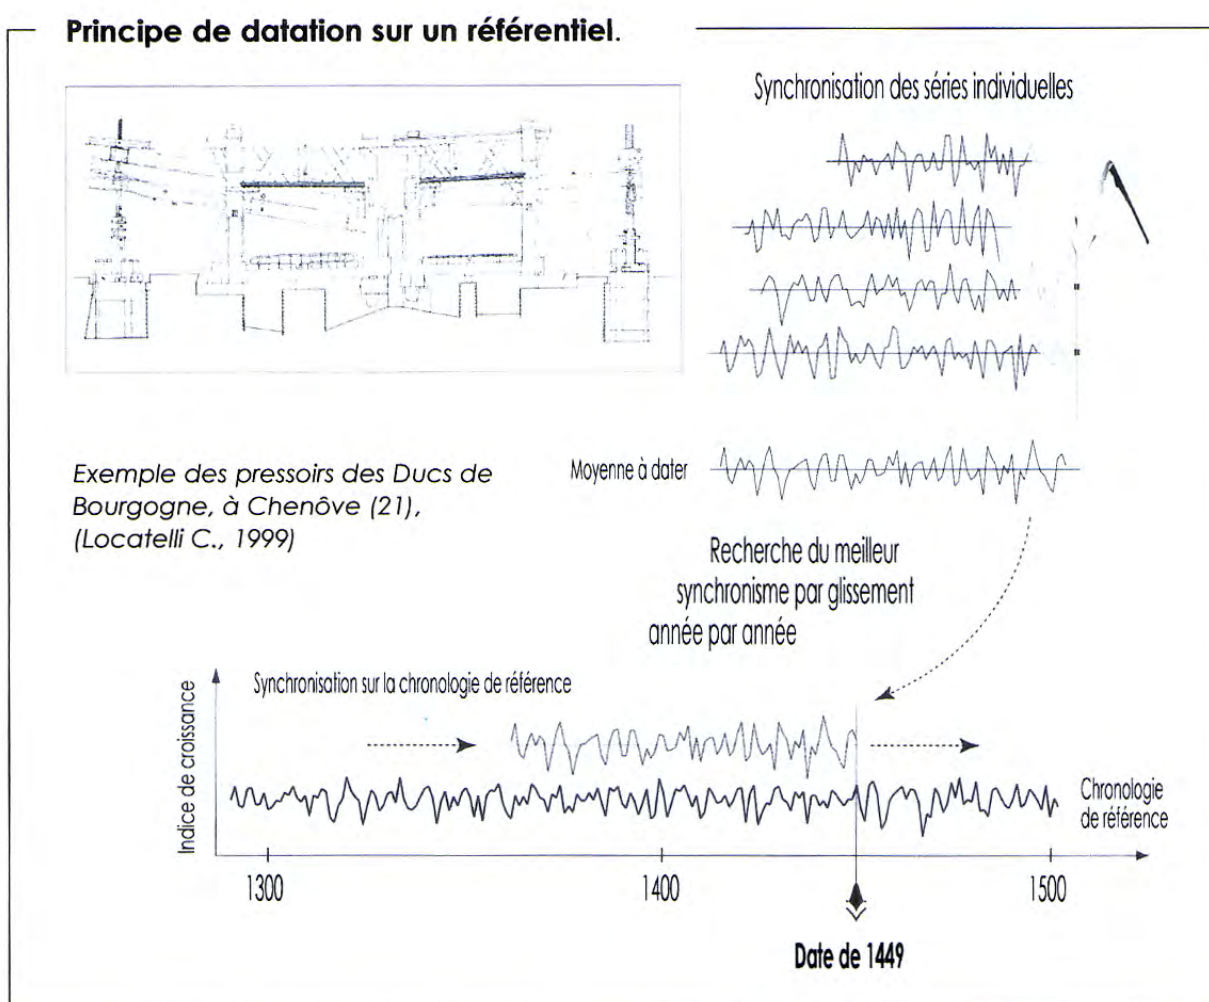 Principe de datation sur un référentiel.
Synchronisation des séries individuelles
Exemple des pressoirs des Ducs de
Bourgogne, à Chenôve (21),
(Locatelli C., 1999)
Moyenne à dater
Recherche du meilleur
synchronisme par glissement
année par année
Indice de croissance
Synchronisation sur la chronologie de référence
Chronologie
de référence
1300
1400
1500
Date de 1449